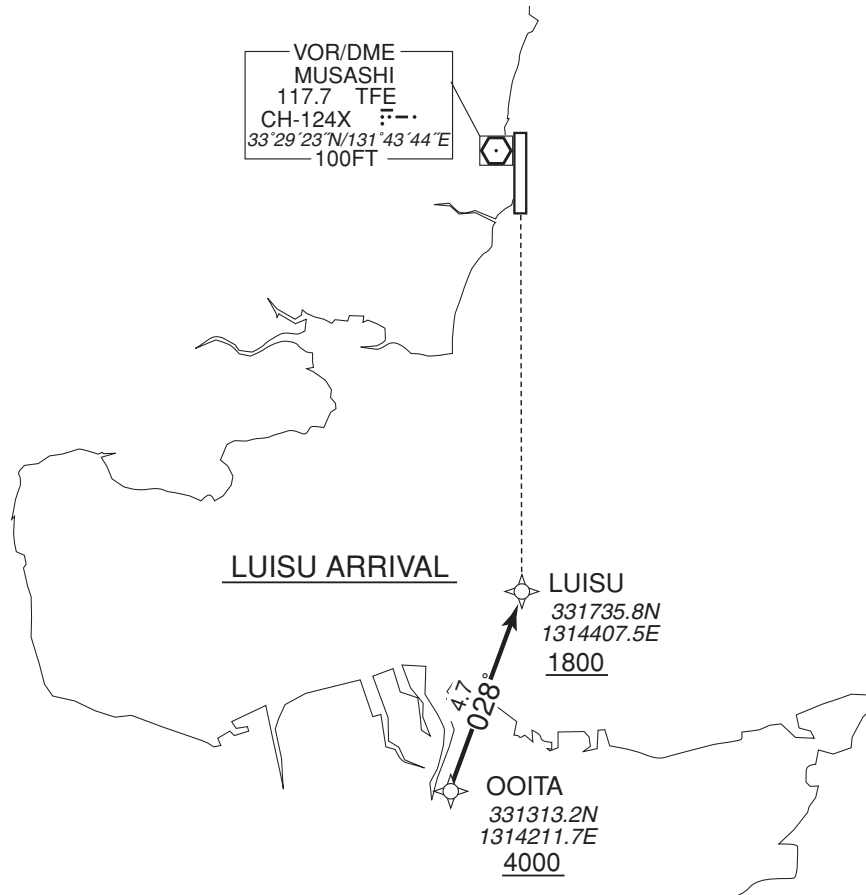 VOR/DME
MUSASHI
117.7 TFE
CH-124X
33°29´23˝N/131°43´44˝E
100FT
LUISU ARRIVAL
LUISU
331735.8N
1314407.5E
1800
4.7
028°
OOITA
331313.2N
1314211.7E
4000